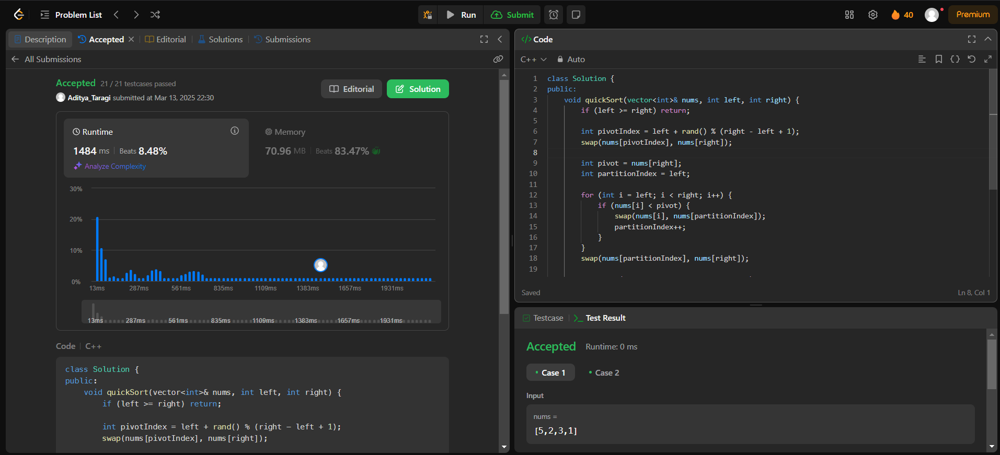 Problem List
Run
Submit
40
Premium
Description
Accepted
Editorial
Solutions
Submissions
All Submissions
Accepted 21 / 21 testcases passed
Aditya_Taragi submitted at Mar 13, 2025 22:30
Editorial
Solution
Runtime
1484 ms | Beats 8.48%
Analyze Complexity
Memory
70.96 MB | Beats 83.47%
30%
20%
10%
0%
13ms 287ms 561ms 835ms 1109ms 1383ms 1657ms 1931ms
13ms 287ms 561ms 835ms 1109ms 1383ms 1657ms 1931ms
Code | C++
class Solution {
public:
    void quickSort(vector<int>& nums, int left, int right) {
        if (left >= right) return;
        int pivotIndex = left + rand() % (right - left + 1);
        swap(nums[pivotIndex], nums[right]);
</> Code
C++
Auto
1 class Solution {
2 public:
3     void quickSort(vector<int>& nums, int left, int right) {
4         if (left >= right) return;
5
6         int pivotIndex = left + rand() % (right - left + 1);
7         swap(nums[pivotIndex], nums[right]);
8
9         int pivot = nums[right];
10         int partitionIndex = left;
11
12         for (int i = left; i < right; i++) {
13             if (nums[i] < pivot) {
14                 swap(nums[i], nums[partitionIndex]);
15                 partitionIndex++;
16             }
17         }
18         swap(nums[partitionIndex], nums[right]);
19
Saved
Ln 8, Col 1
Testcase
Test Result
Accepted Runtime: 0 ms
Case 1
Case 2
Input
nums =
[5,2,3,1]